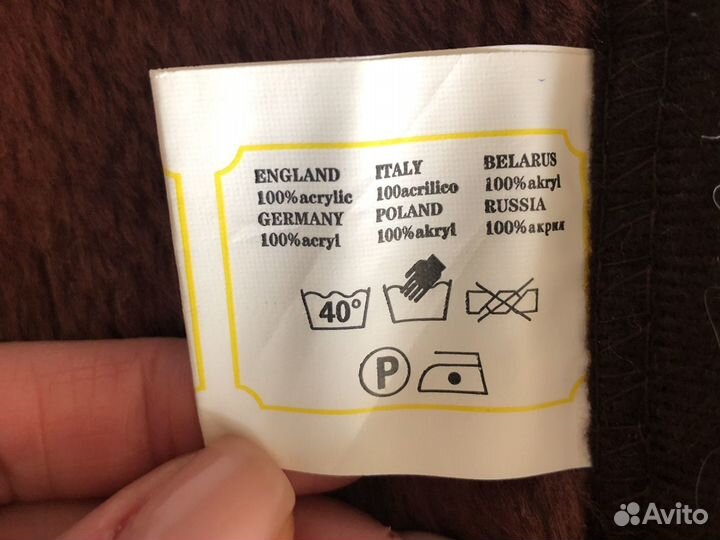 ENGLAND
100% acrylic
GERMANY
100% acryl
ITALY
100acrilico
POLAND
100% akryl
BELARUS
100% akryl
RUSSIA
100% акрил
40°
P
Avito